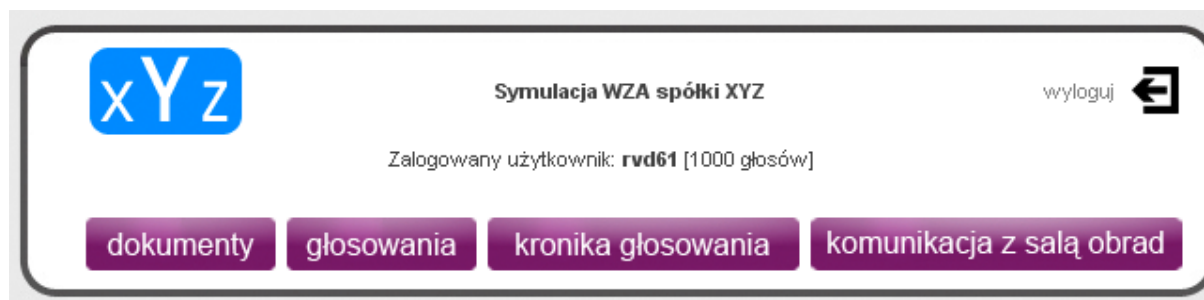 xYz
Symulacja WZA spółki XYZ
wyloguj
Zalogowany użytkownik: rvd61 [1000 głosów]
dokumenty głosowania kronika głosowania komunikacja z salą obrad